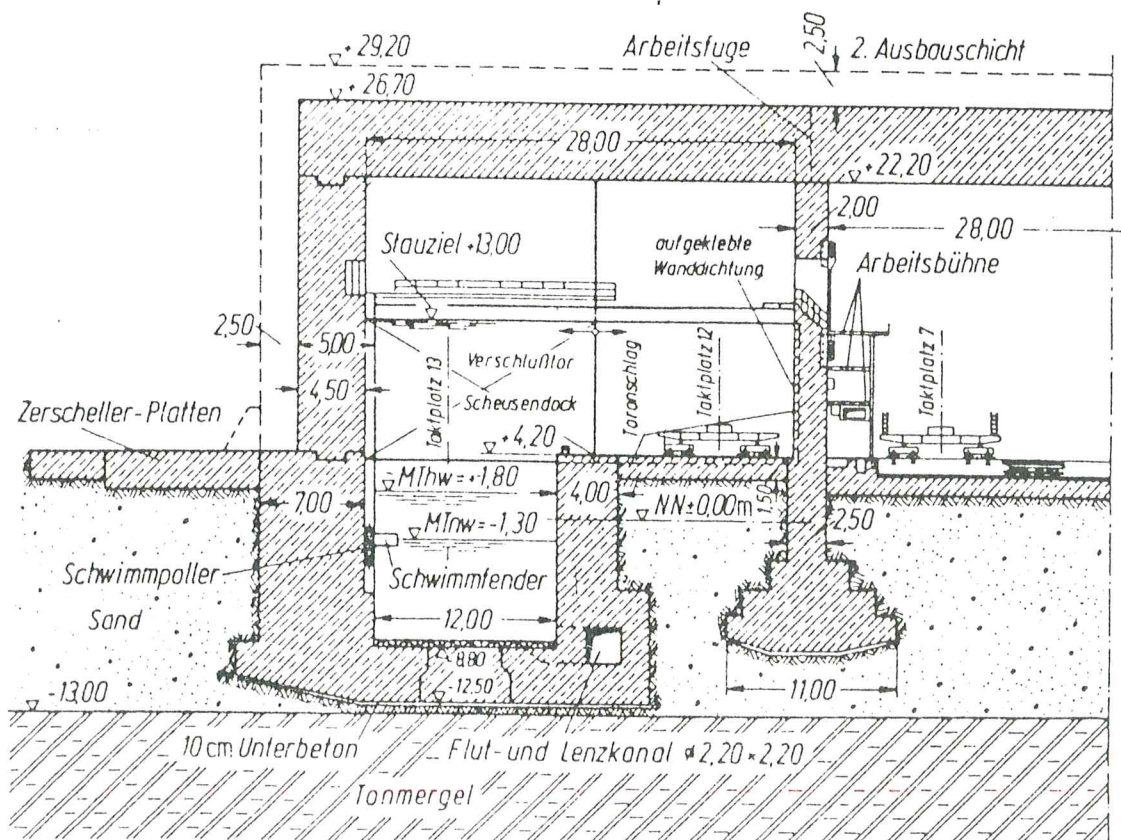 2,50
2. Ausbauschicht
Arbeitsfuge
+29,20
+26,70
28,00
+22,20
2,00
28,00
Stauziel +13,00
aufgeklebte
Wanddichtung
Arbeitsbühne
2,50
5,00
4,50
Verschlußtor
Scheusendock
Taktplatz 13
Toranschlag
Taktplatz 12
Taktplatz 7
Zerscheller-Platten
+4,20
MThw=+1,80
4,00
7,00
NN±0,00m
1,50
MTnw=-1,30
2,50
Schwimmpoller
Schwimmfender
Sand
12,00
-8,80
-12,50
11,00
-13,00
10cm Unterbeton
Flut- und Lenzkanal ⌀2,20×2,20
Tonmergel